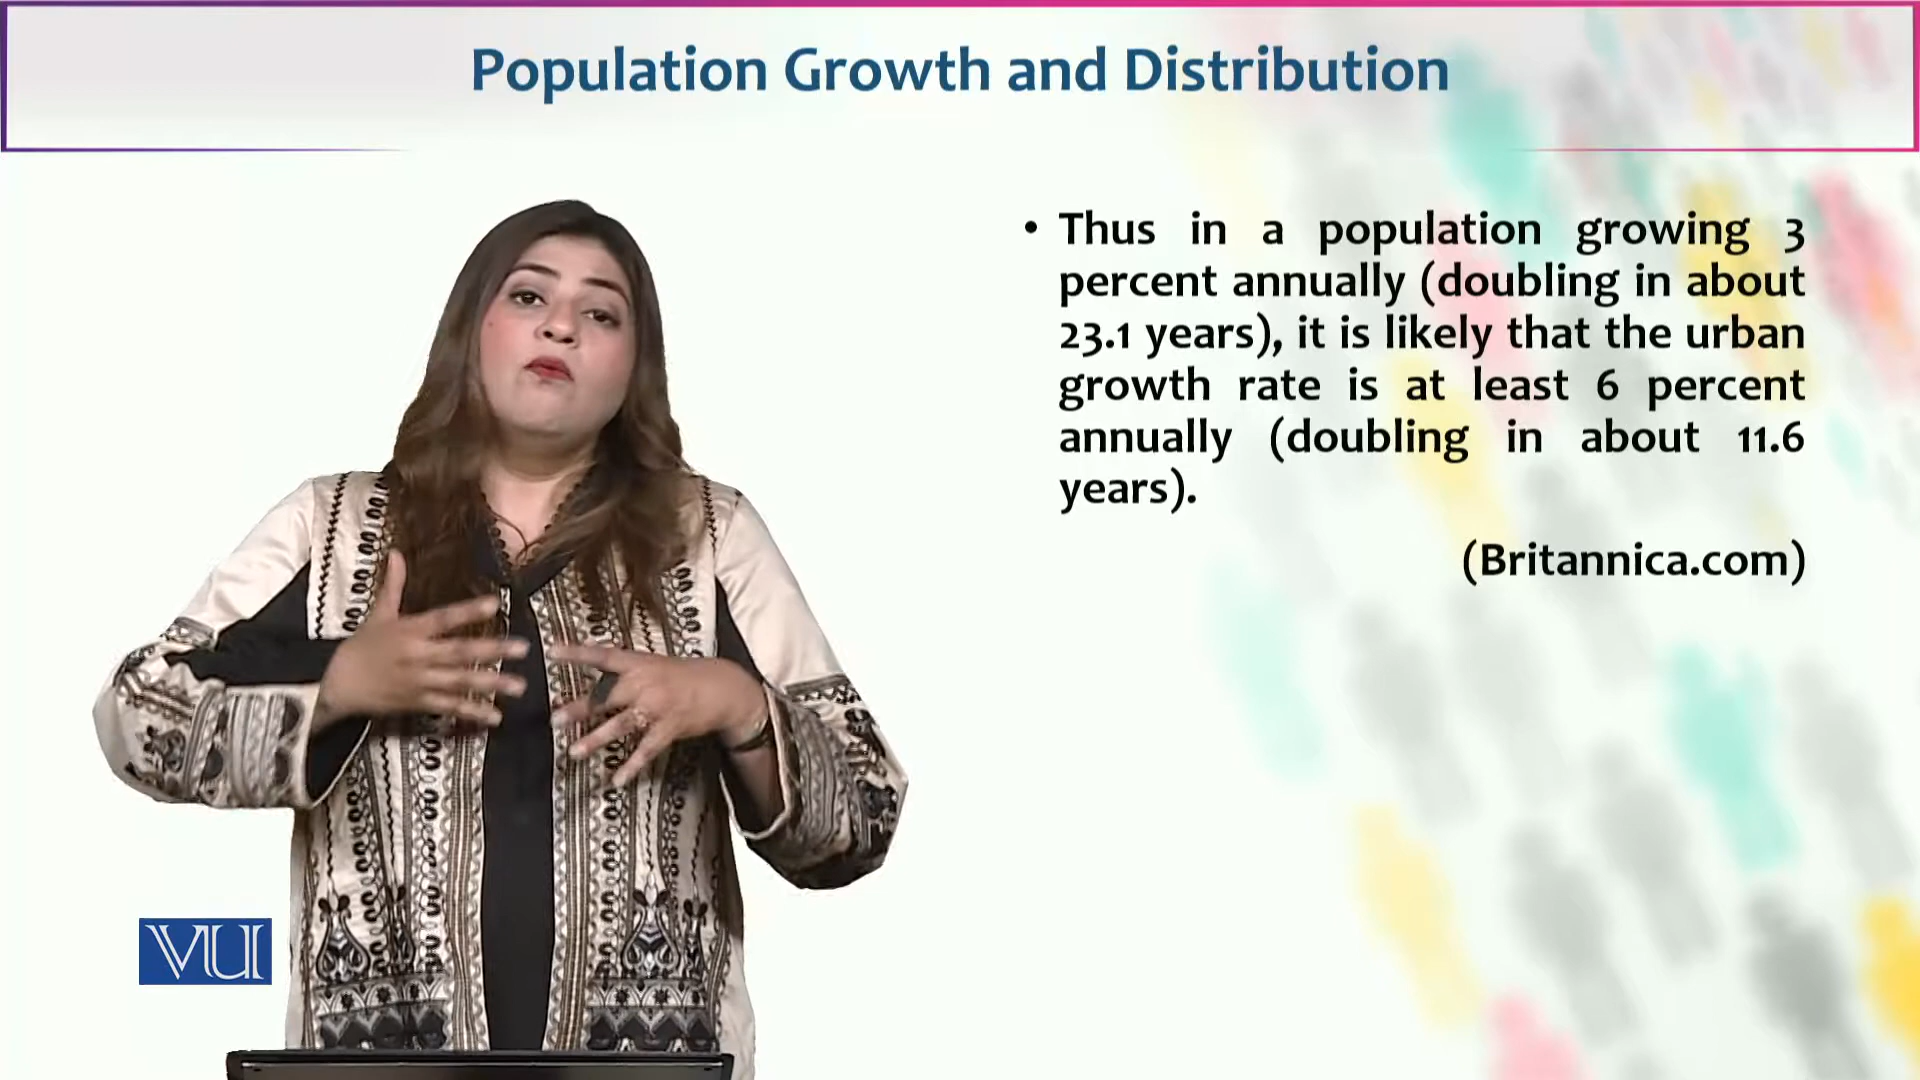 Population Growth and Distribution
• Thus in a population growing 3
percent annually (doubling in about
23.1 years), it is likely that the urban
growth rate is at least 6 percent
annually (doubling in about 11.6
years).
(Britannica.com)
VU